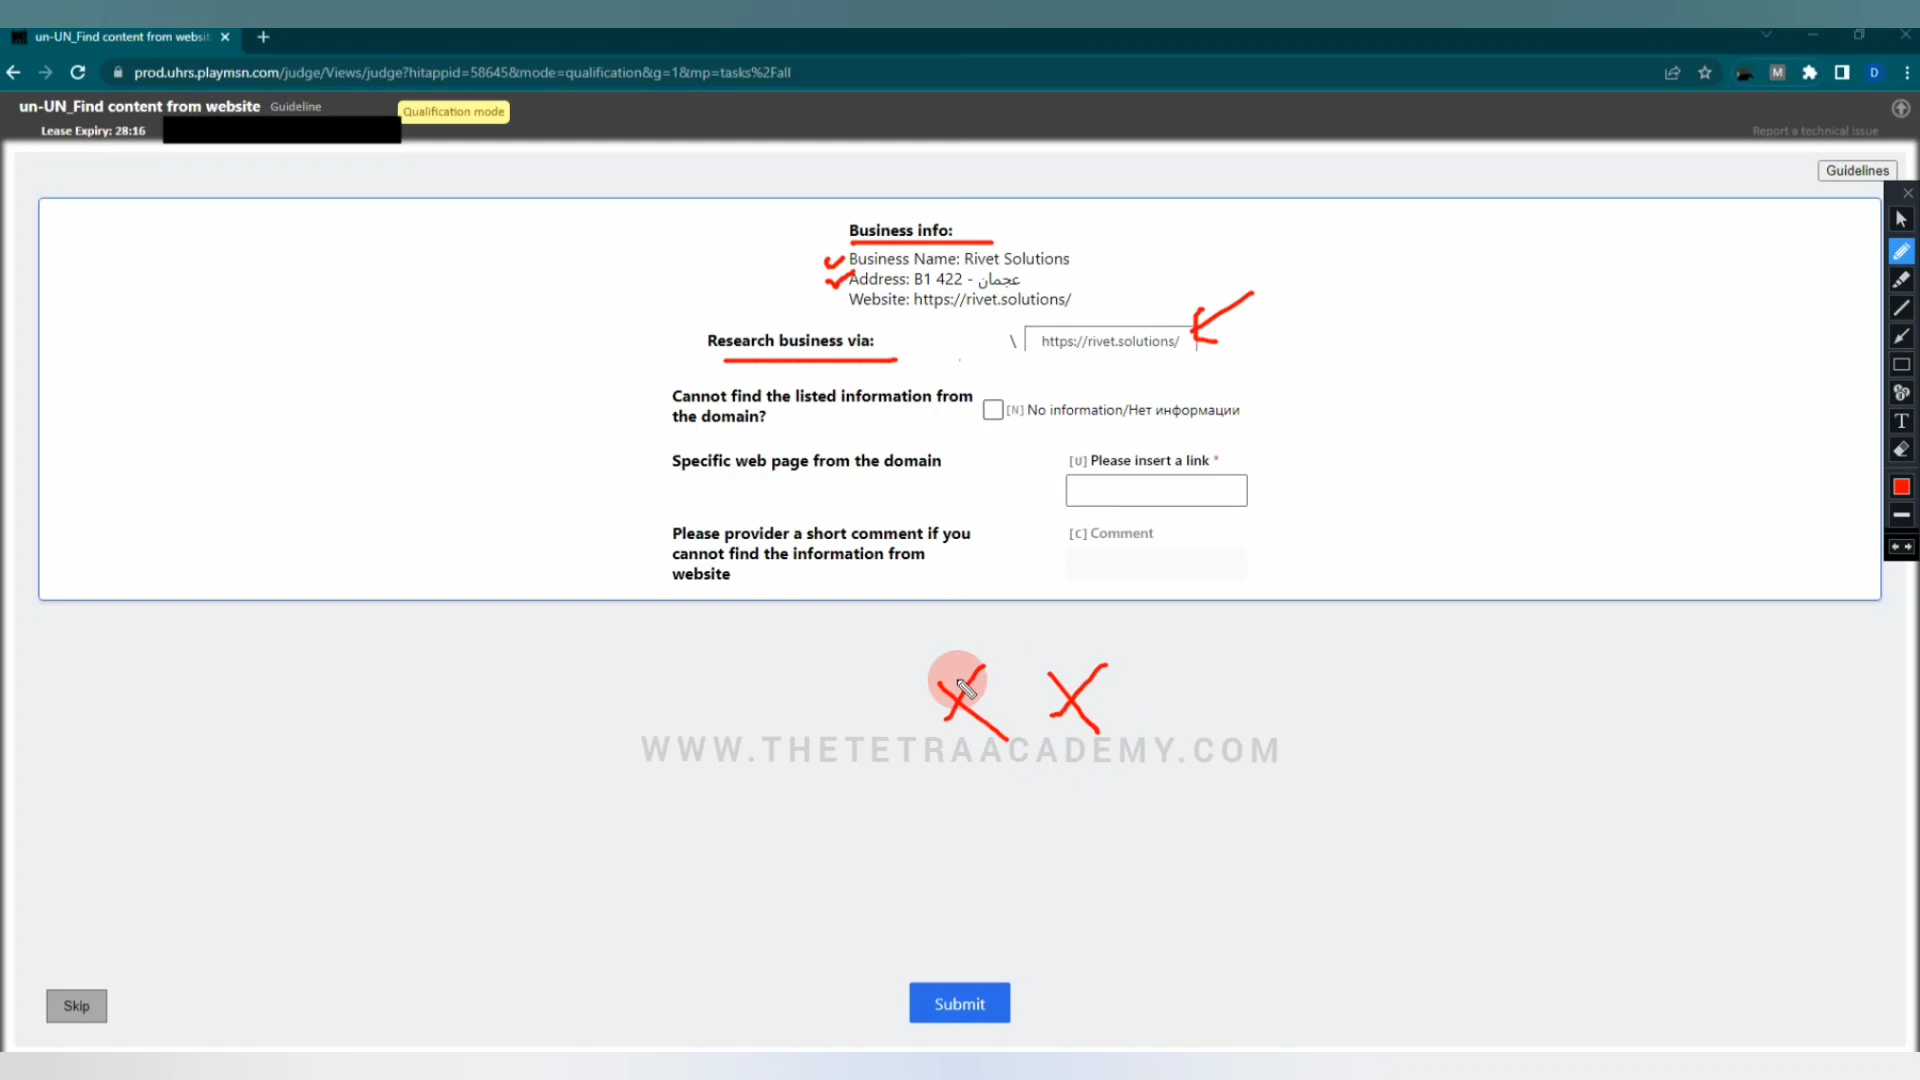 un-UN_Find content from websit
prod.uhrs.playmsn.com/judge/Views/judge?hitappid=58645&mode=qualification&g=1&mp=tasks%2Fall
M
D
un-UN_Find content from website Guideline
Qualification mode
Lease Expiry: 28:16
Report a technical issue
Guidelines
Business info:
Business Name: Rivet Solutions
Address: B1 422 - عجمان
Website: https://rivet.solutions/
Research business via:
\ https://rivet.solutions/
Cannot find the listed information from
the domain?
[N] No information/Нет информации
Specific web page from the domain
[U] Please insert a link *
Please provider a short comment if you
cannot find the information from
website
[C] Comment
WWW.THETETRAACADEMY.COM
Skip
Submit